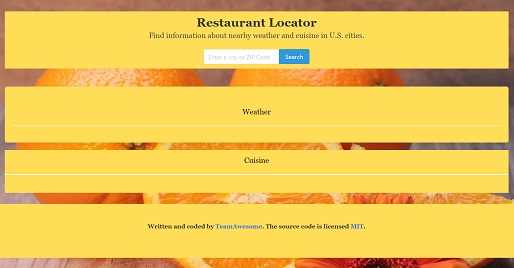 Restaurant Locator
Find information about nearby weather and cuisine in U.S. cities.
Enter a city or ZIP Code
Search
Weather
Cuisine
Written and coded by TeamAwesome. The source code is licensed MIT.